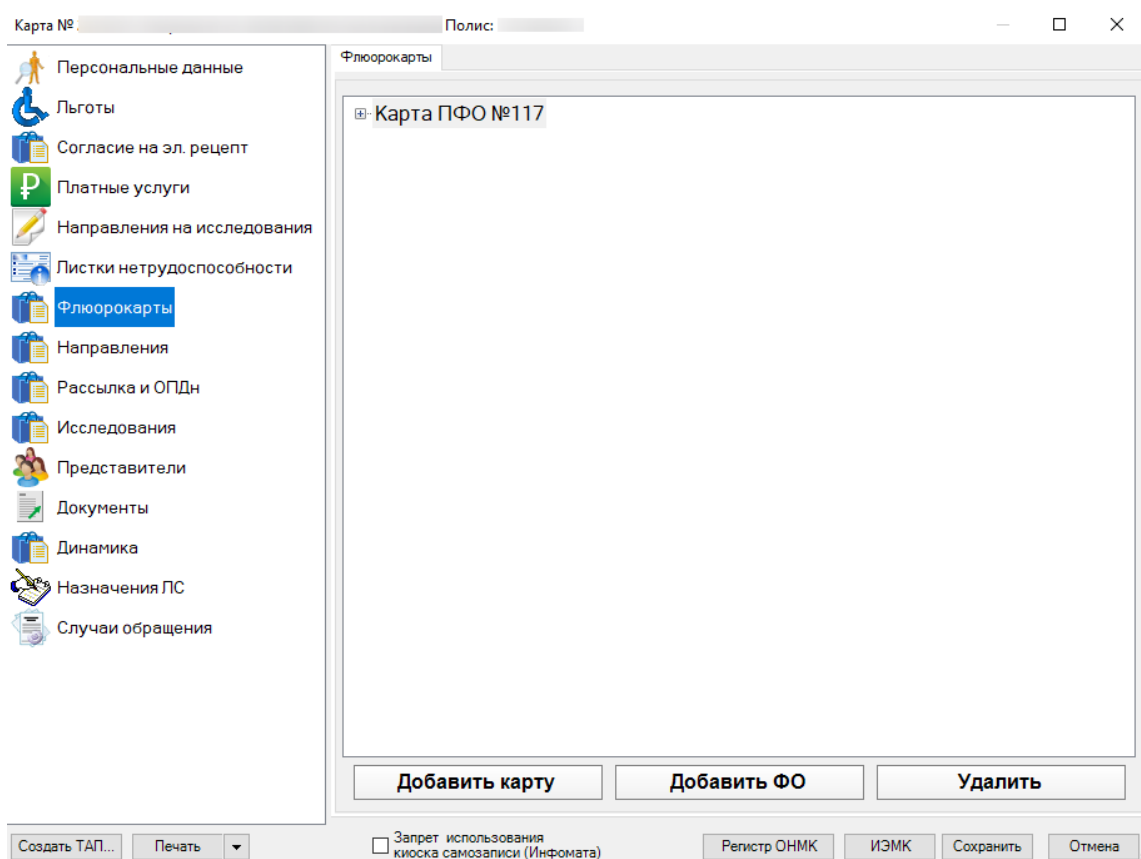 Карта № Полис:
Персональные данные
Льготы
Согласие на эл. рецепт
Платные услуги
Направления на исследования
Листки нетрудоспособности
Флюорокарты
Направления
Рассылка и ОПДн
Исследования
Представители
Документы
Динамика
Назначения ЛС
Случаи обращения
Флюорокарты
Карта ПФО №117
Добавить карту Добавить ФО Удалить
Создать ТАП... Печать
Запрет использования
киоска самозаписи (Инфомата)
Регистр ОНМК ИЭМК Сохранить Отмена